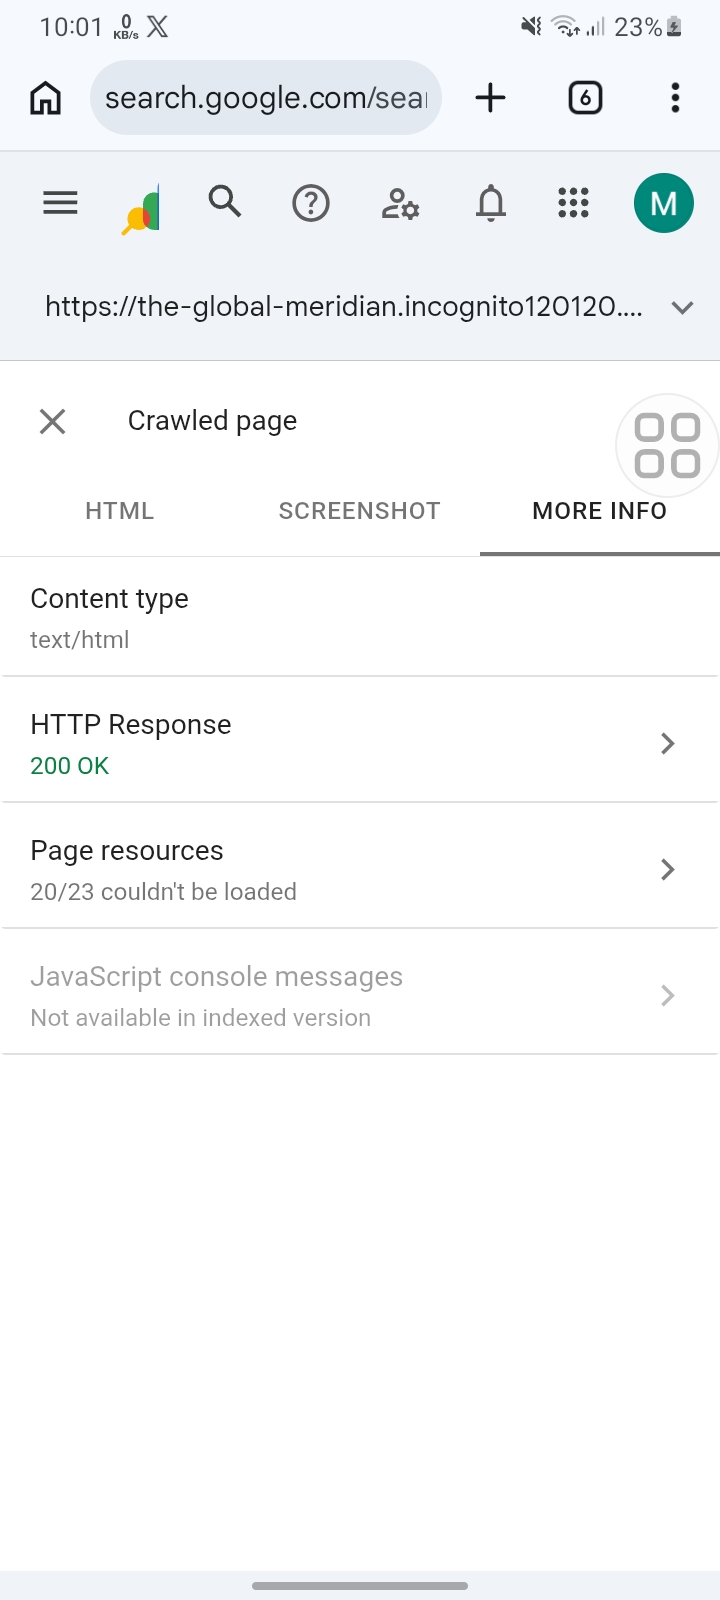 10:01 0 KB/s 23%
search.google.com/sear
6
M
https://the-global-meridian.incognito120120....
Crawled page
HTML SCREENSHOT MORE INFO
Content type
text/html
HTTP Response
200 OK
Page resources
20/23 couldn't be loaded
JavaScript console messages
Not available in indexed version